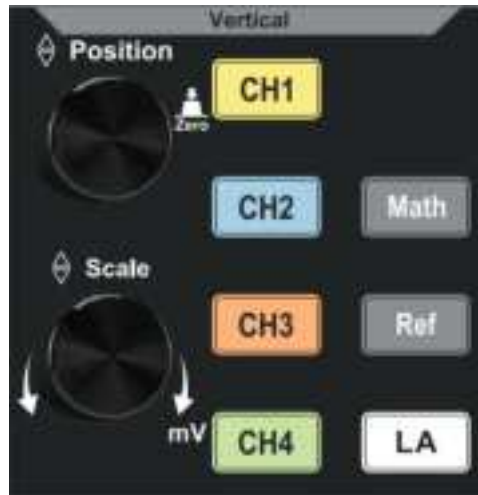 Vertical
Position
CH1
Zero
CH2
Math
Scale
CH3
Ref
mV
CH4
LA